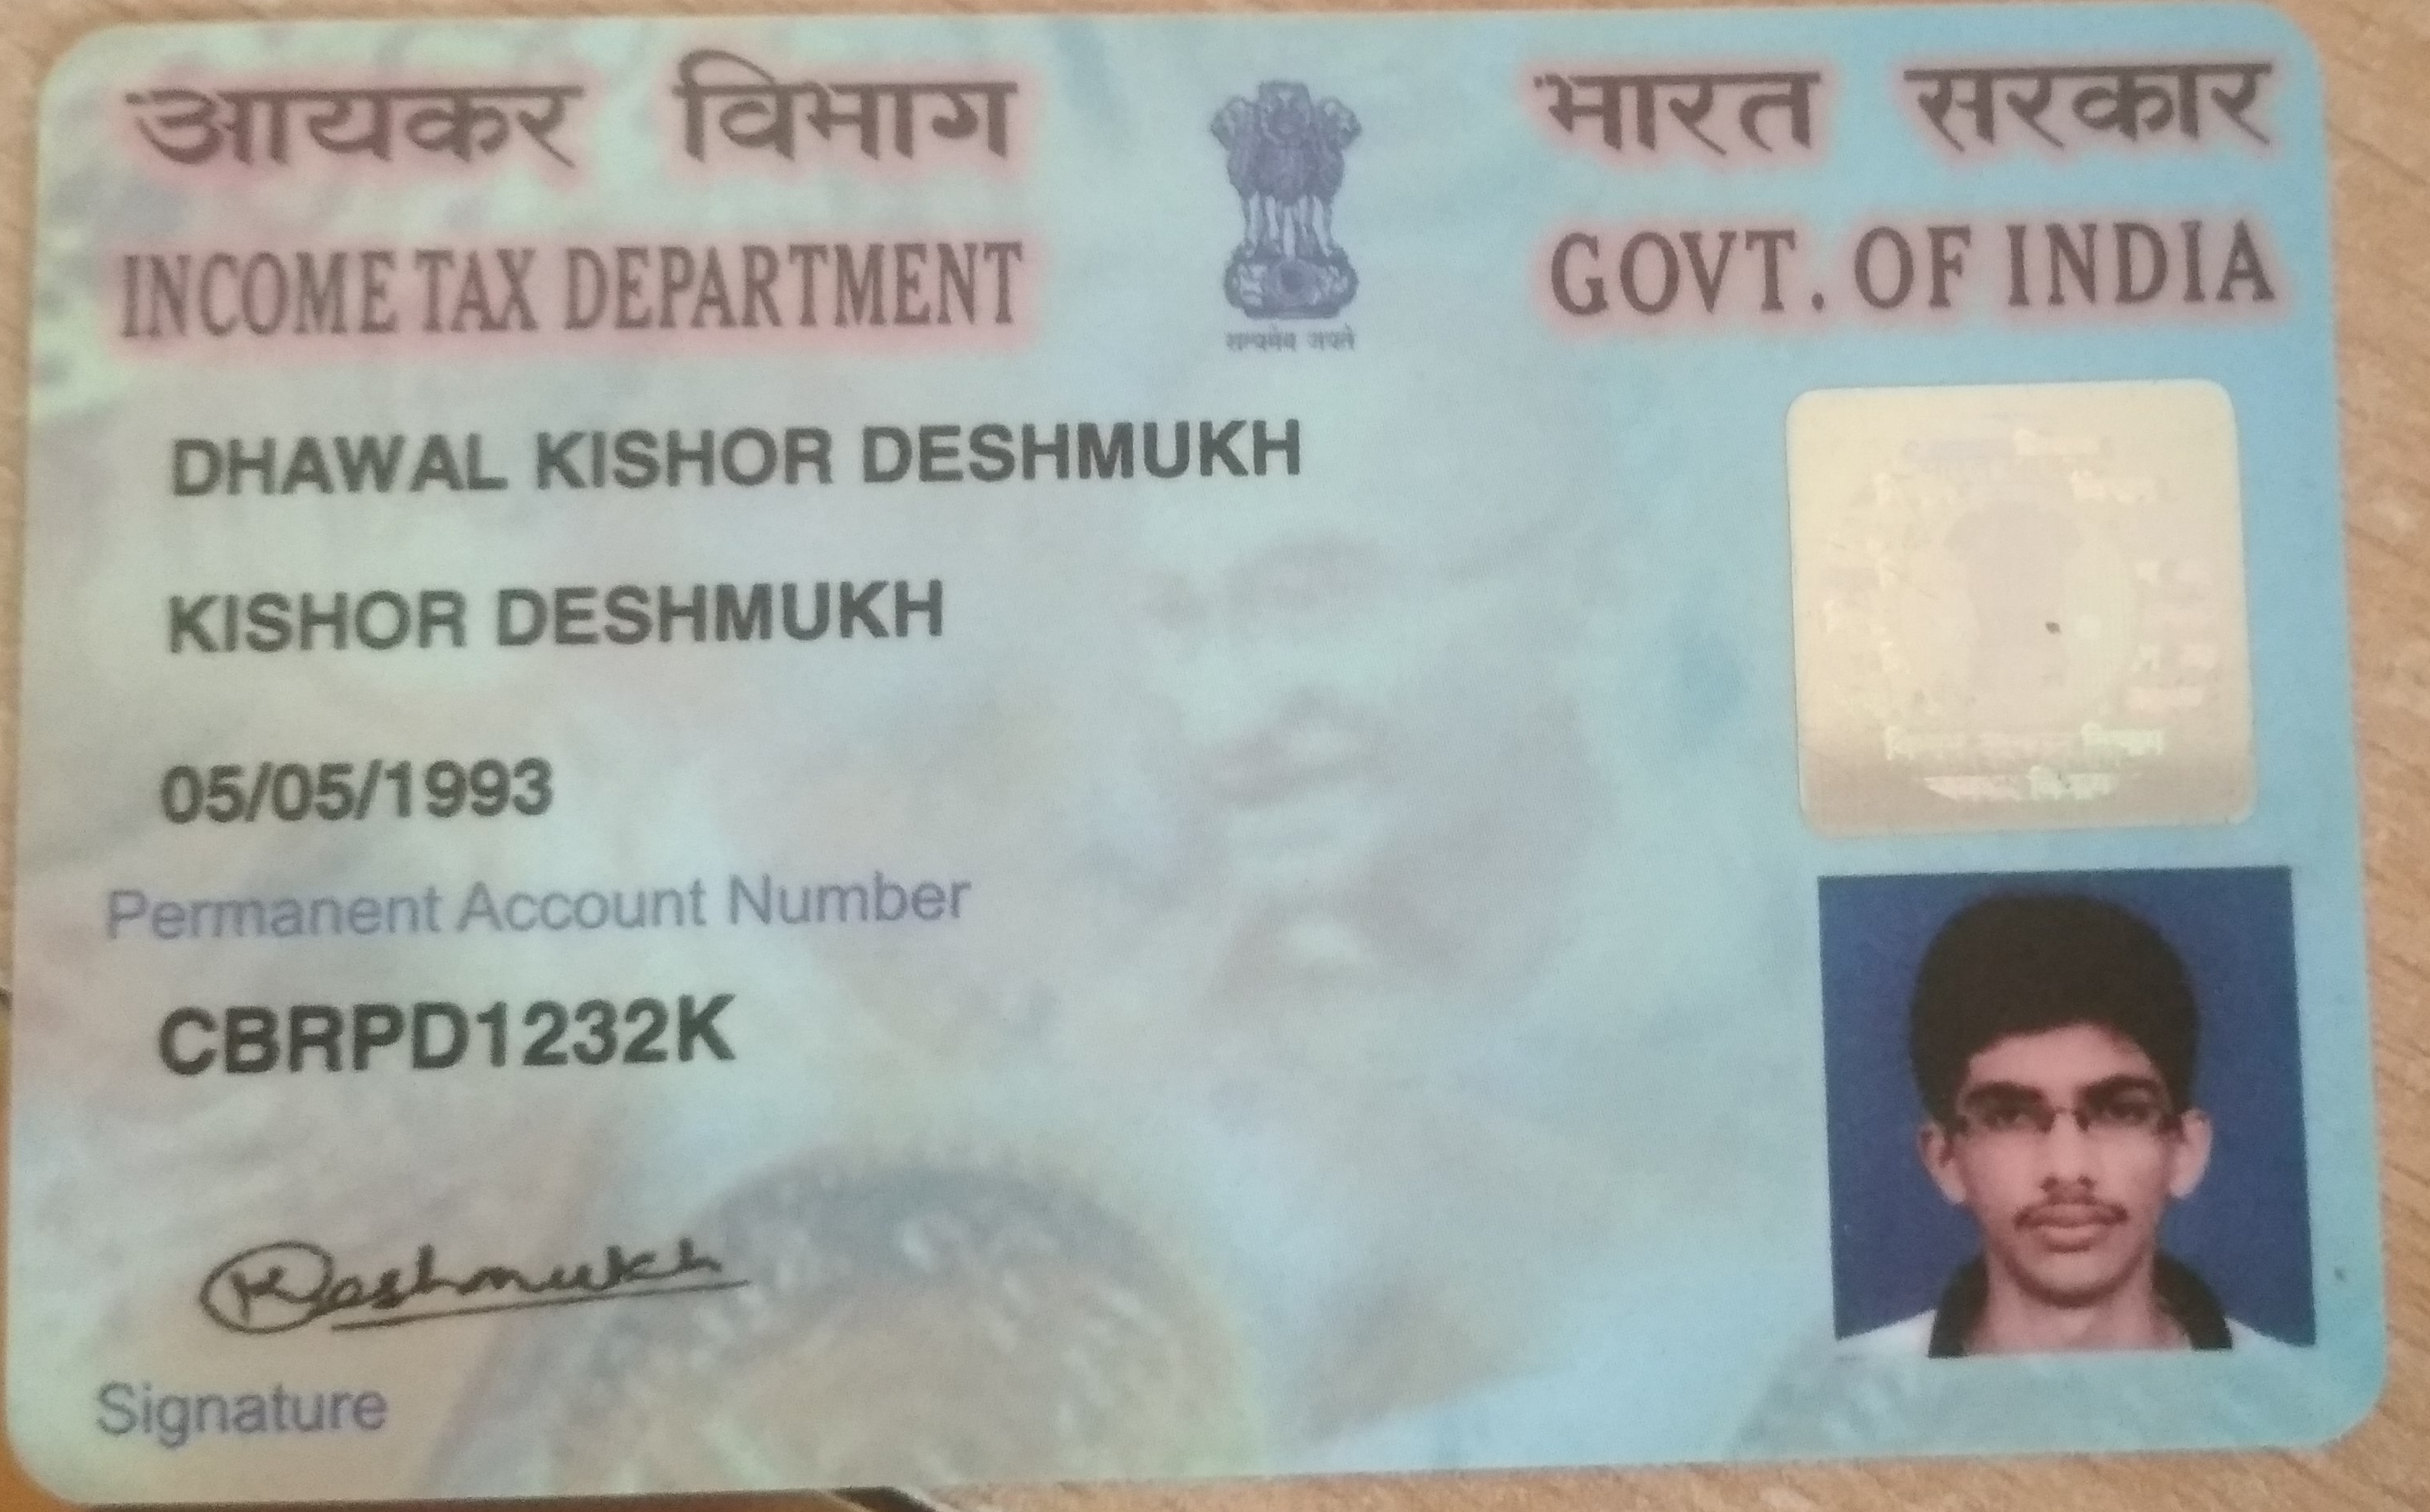 आयकर विभाग
INCOME TAX DEPARTMENT
भारत सरकार
GOVT. OF INDIA
सत्यमेव जयते
DHAWAL KISHOR DESHMUKH
KISHOR DESHMUKH
05/05/1993
Permanent Account Number
CBRPD1232K
Deshmukh
Signature